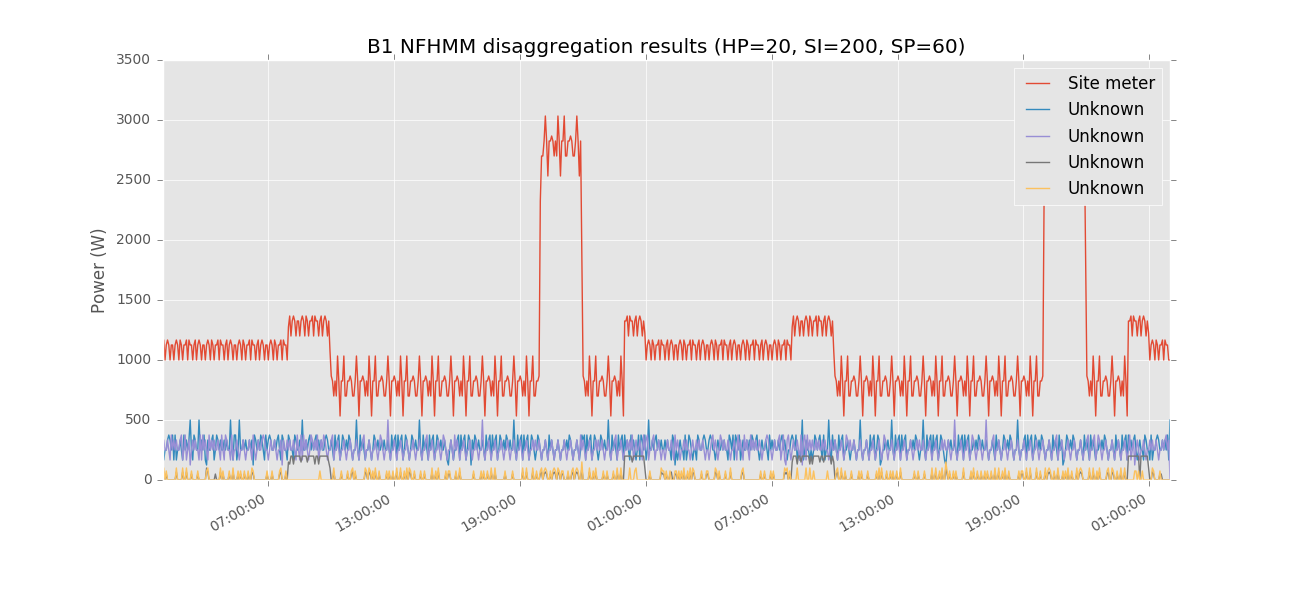 B1 NFHMM disaggregation results (HP=20, SI=200, SP=60)
3500
3000
2500
2000
1500
1000
500
0
Power (W)
Site meter
Unknown
Unknown
Unknown
Unknown
07:00:00
13:00:00
19:00:00
01:00:00
07:00:00
13:00:00
19:00:00
01:00:00